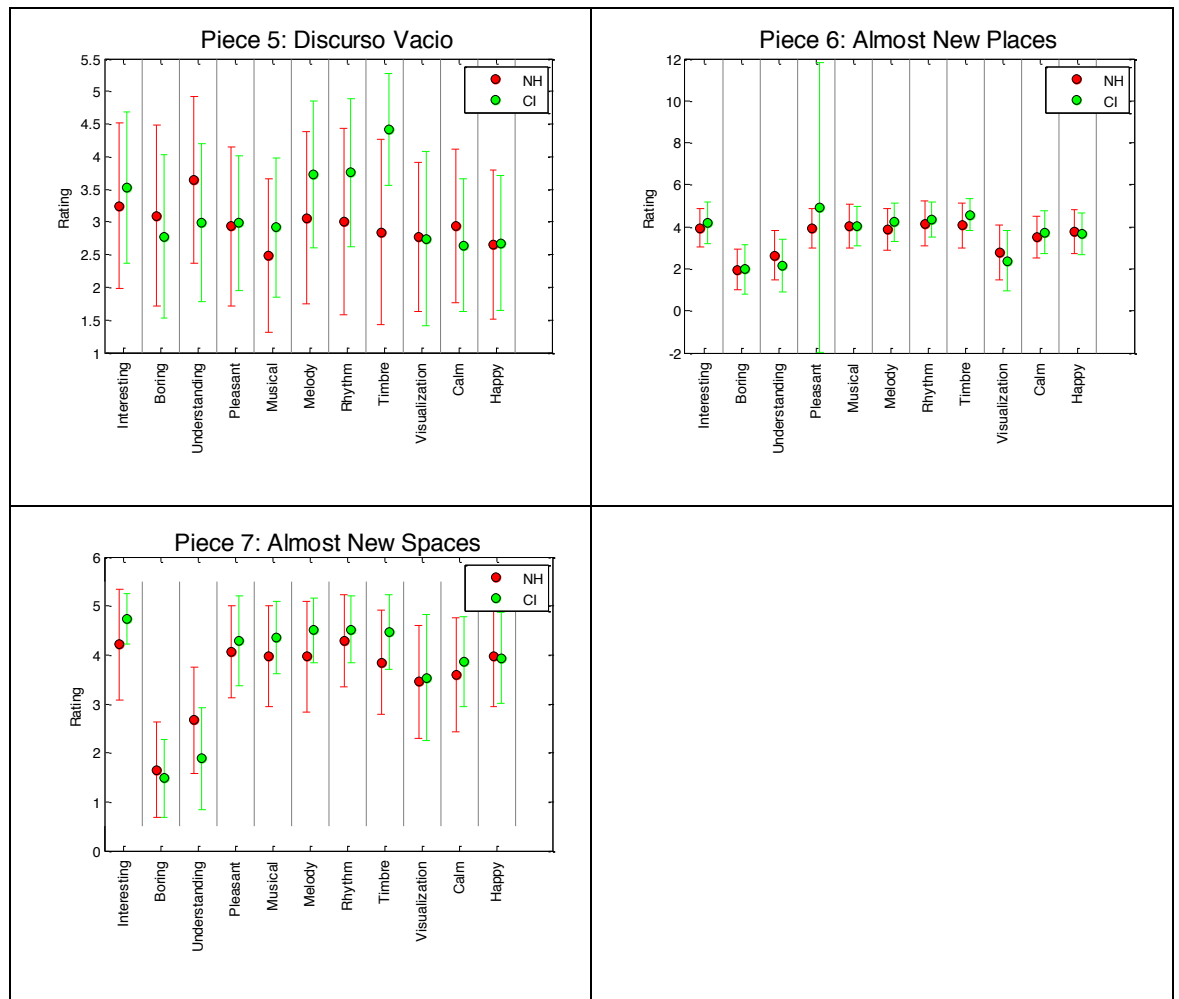 Piece 5: Discurso Vacio
5.5
5
4.5
4
3.5
3
2.5
2
1.5
1
Rating
NH
CI
Interesting
Boring
Understanding
Pleasant
Musical
Melody
Rhythm
Timbre
Visualization
Calm
Happy
Piece 6: Almost New Places
12
10
8
6
4
2
0
-2
Rating
NH
CI
Interesting
Boring
Understanding
Pleasant
Musical
Melody
Rhythm
Timbre
Visualization
Calm
Happy
Piece 7: Almost New Spaces
6
5
4
3
2
1
0
Rating
NH
CI
Interesting
Boring
Understanding
Pleasant
Musical
Melody
Rhythm
Timbre
Visualization
Calm
Happy